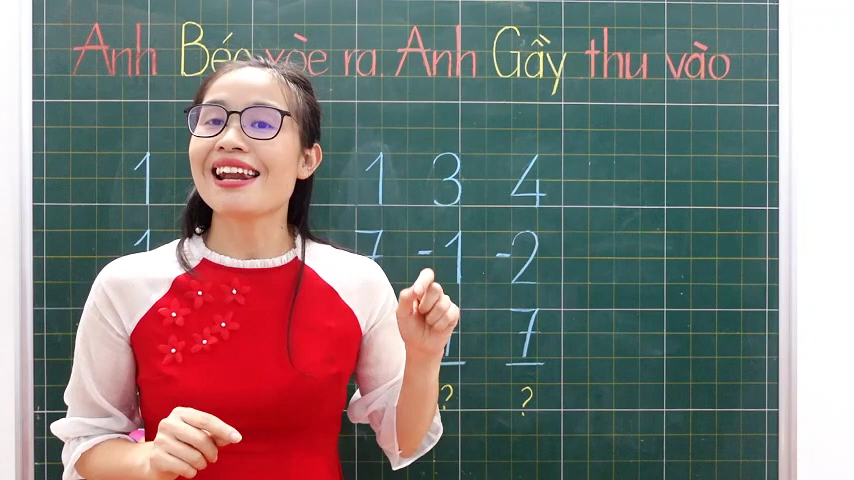 Anh Béo xòe ra. Anh Gầy thu vào
1 1 3 4
1 7 -1 -2
7
? ?